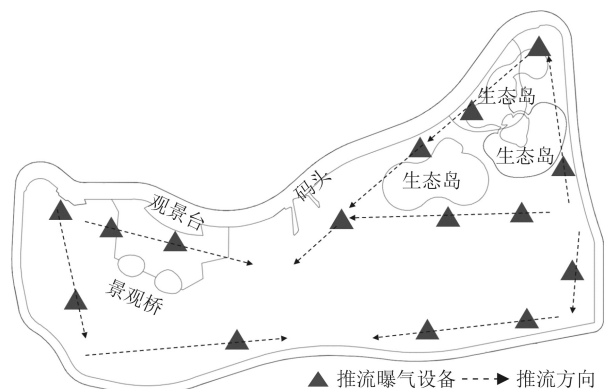 生态岛
生态岛
生态岛
码头
观景台
景观桥
推流曝气设备
推流方向